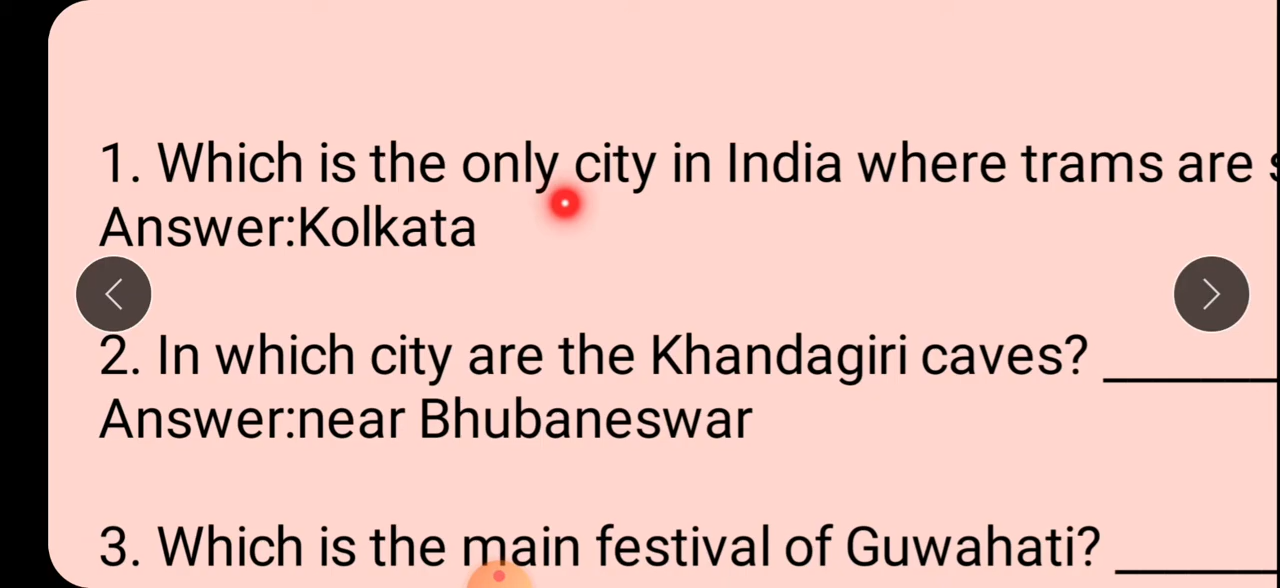 1. Which is the only city in India where trams are
Answer:Kolkata
2. In which city are the Khandagiri caves? ______
Answer:near Bhubaneswar
3. Which is the main festival of Guwahati? ______